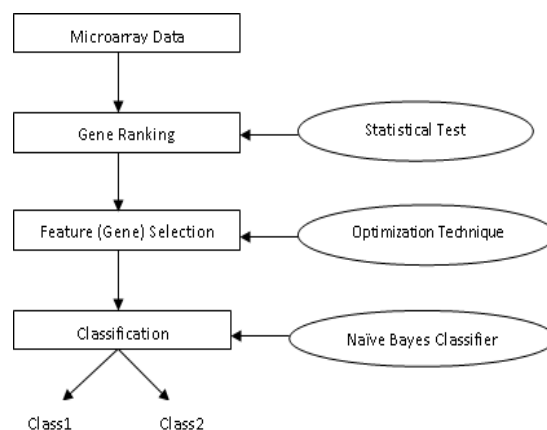 Microarray Data
Gene Ranking
Statistical Test
Feature (Gene) Selection
Optimization Technique
Classification
Naïve Bayes Classifier
Class1
Class2